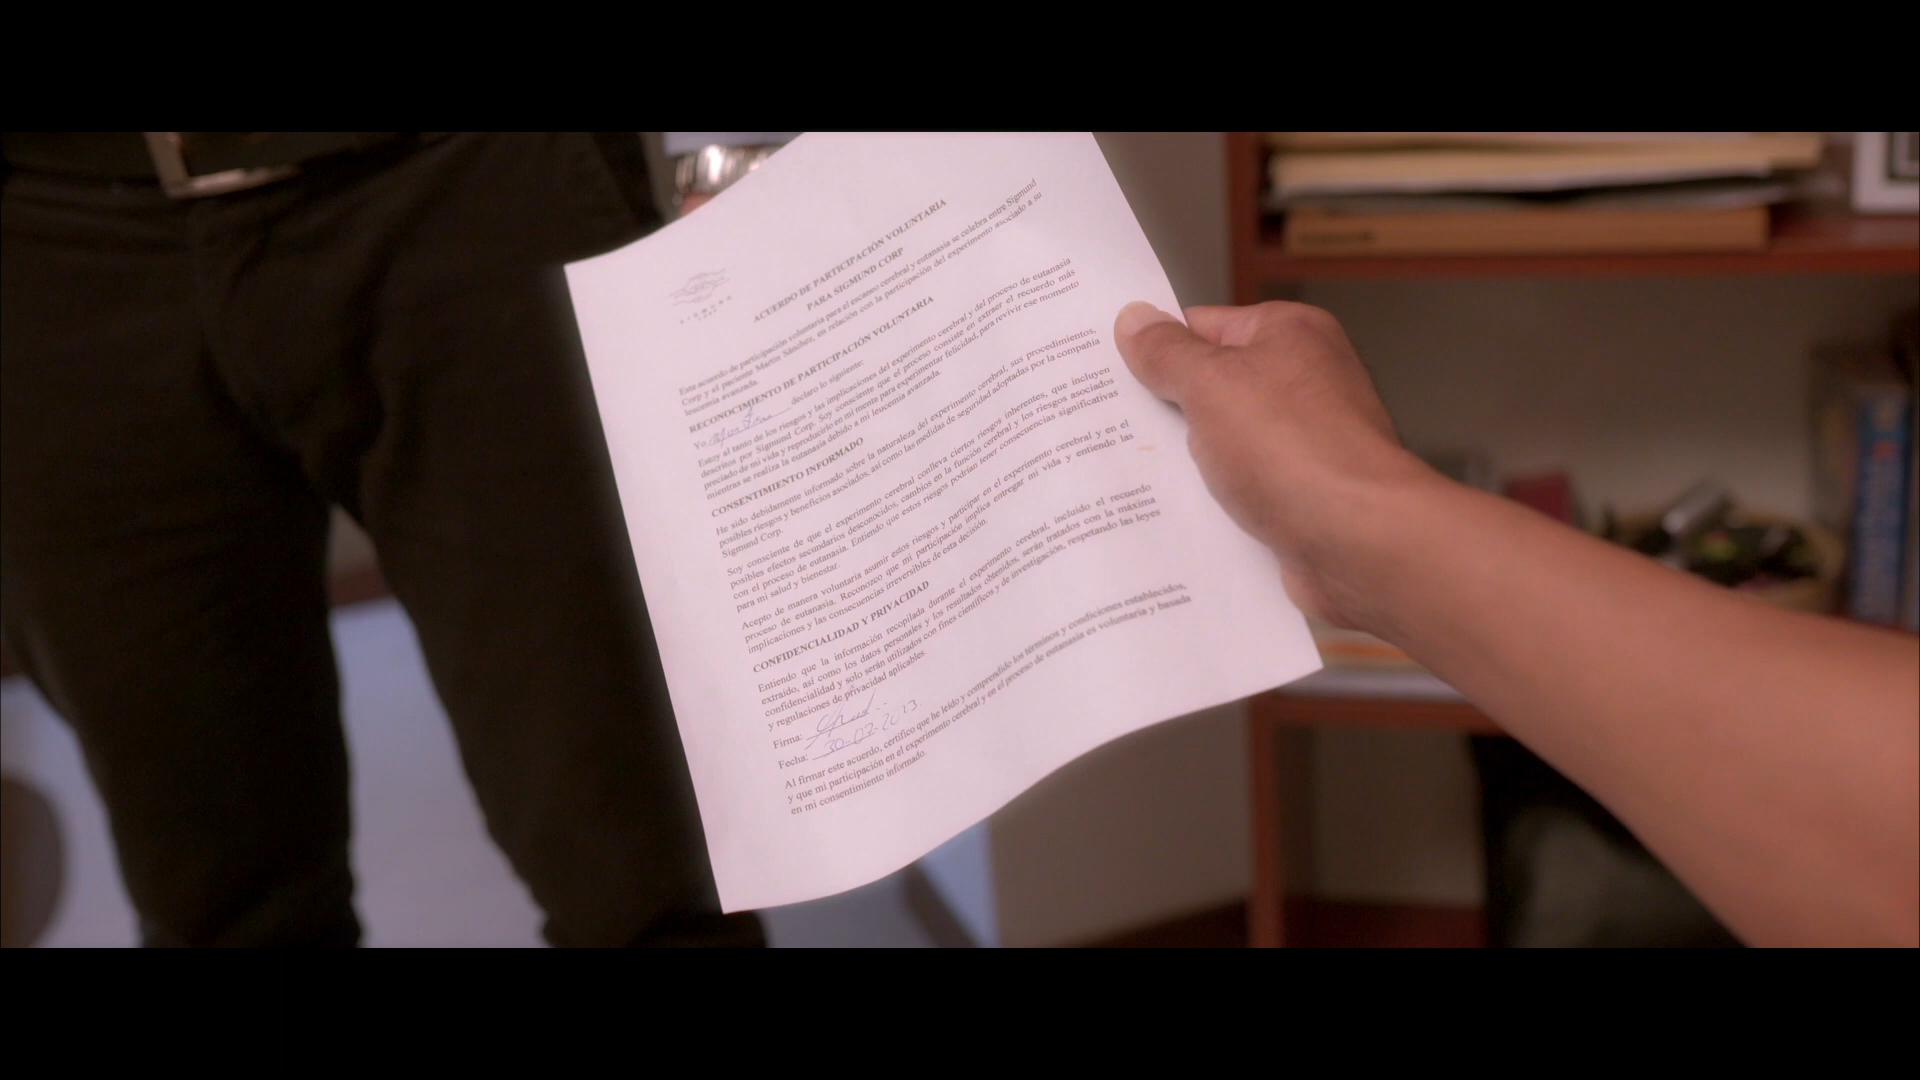 SIGMUND
CORP
ACUERDO DE PARTICIPACIÓN VOLUNTARIA
PARA SIGMUND CORP
Este acuerdo de participación voluntaria para el escaneo cerebral y eutanasia se celebra entre Sigmund
Corp y el paciente Martín Sánchez, en relación con la participación del experimento asociado a su
leucemia avanzada.
RECONOCIMIENTO DE PARTICIPACIÓN VOLUNTARIA
Yo declaro lo siguiente:
Estoy al tanto de los riesgos y las implicaciones del experimento cerebral y del proceso de eutanasia
descritos por Sigmund Corp. Soy consciente que el proceso consiste en extraer el recuerdo más
preciado de mi vida y reproducirlo en mi mente para experimentar felicidad, para revivir ese momento
mientras se realiza la eutanasia debido a mi leucemia avanzada.
CONSENTIMIENTO INFORMADO
He sido debidamente informado sobre la naturaleza del experimento cerebral, sus procedimientos,
posibles riesgos y beneficios asociados, así como las medidas de seguridad adoptadas por la compañía
Sigmund Corp.
Soy consciente de que el experimento cerebral conlleva ciertos riesgos inherentes, que incluyen
posibles efectos secundarios desconocidos, cambios en la función cerebral y los riesgos asociados
con el proceso de eutanasia. Entiendo que estos riesgos podrían tener consecuencias significativas
para mi salud y bienestar.
Acepto de manera voluntaria asumir estos riesgos y participar en el experimento cerebral y en el
proceso de eutanasia. Reconozco que mi participación implica entregar mi vida y entiendo las
implicaciones y las consecuencias irreversibles de esta decisión.
CONFIDENCIALIDAD Y PRIVACIDAD
Entiendo que la información recopilada durante el experimento cerebral, incluido el recuerdo
extraído, así como los datos personales y los resultados obtenidos, serán tratados con la máxima
confidencialidad y solo serán utilizados con fines científicos y de investigación, respetando las leyes
y regulaciones de privacidad aplicables.
Firma:
Fecha: 30-07-2023.
Al firmar este acuerdo, certifico que he leído y comprendido los términos y condiciones establecidos,
y que mi participación en el experimento cerebral y en el proceso de eutanasia es voluntaria y basada
en mi consentimiento informado.